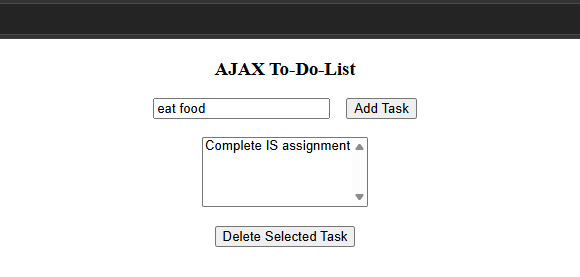 AJAX To-Do-List
eat food Add Task
Complete IS assignment
Delete Selected Task